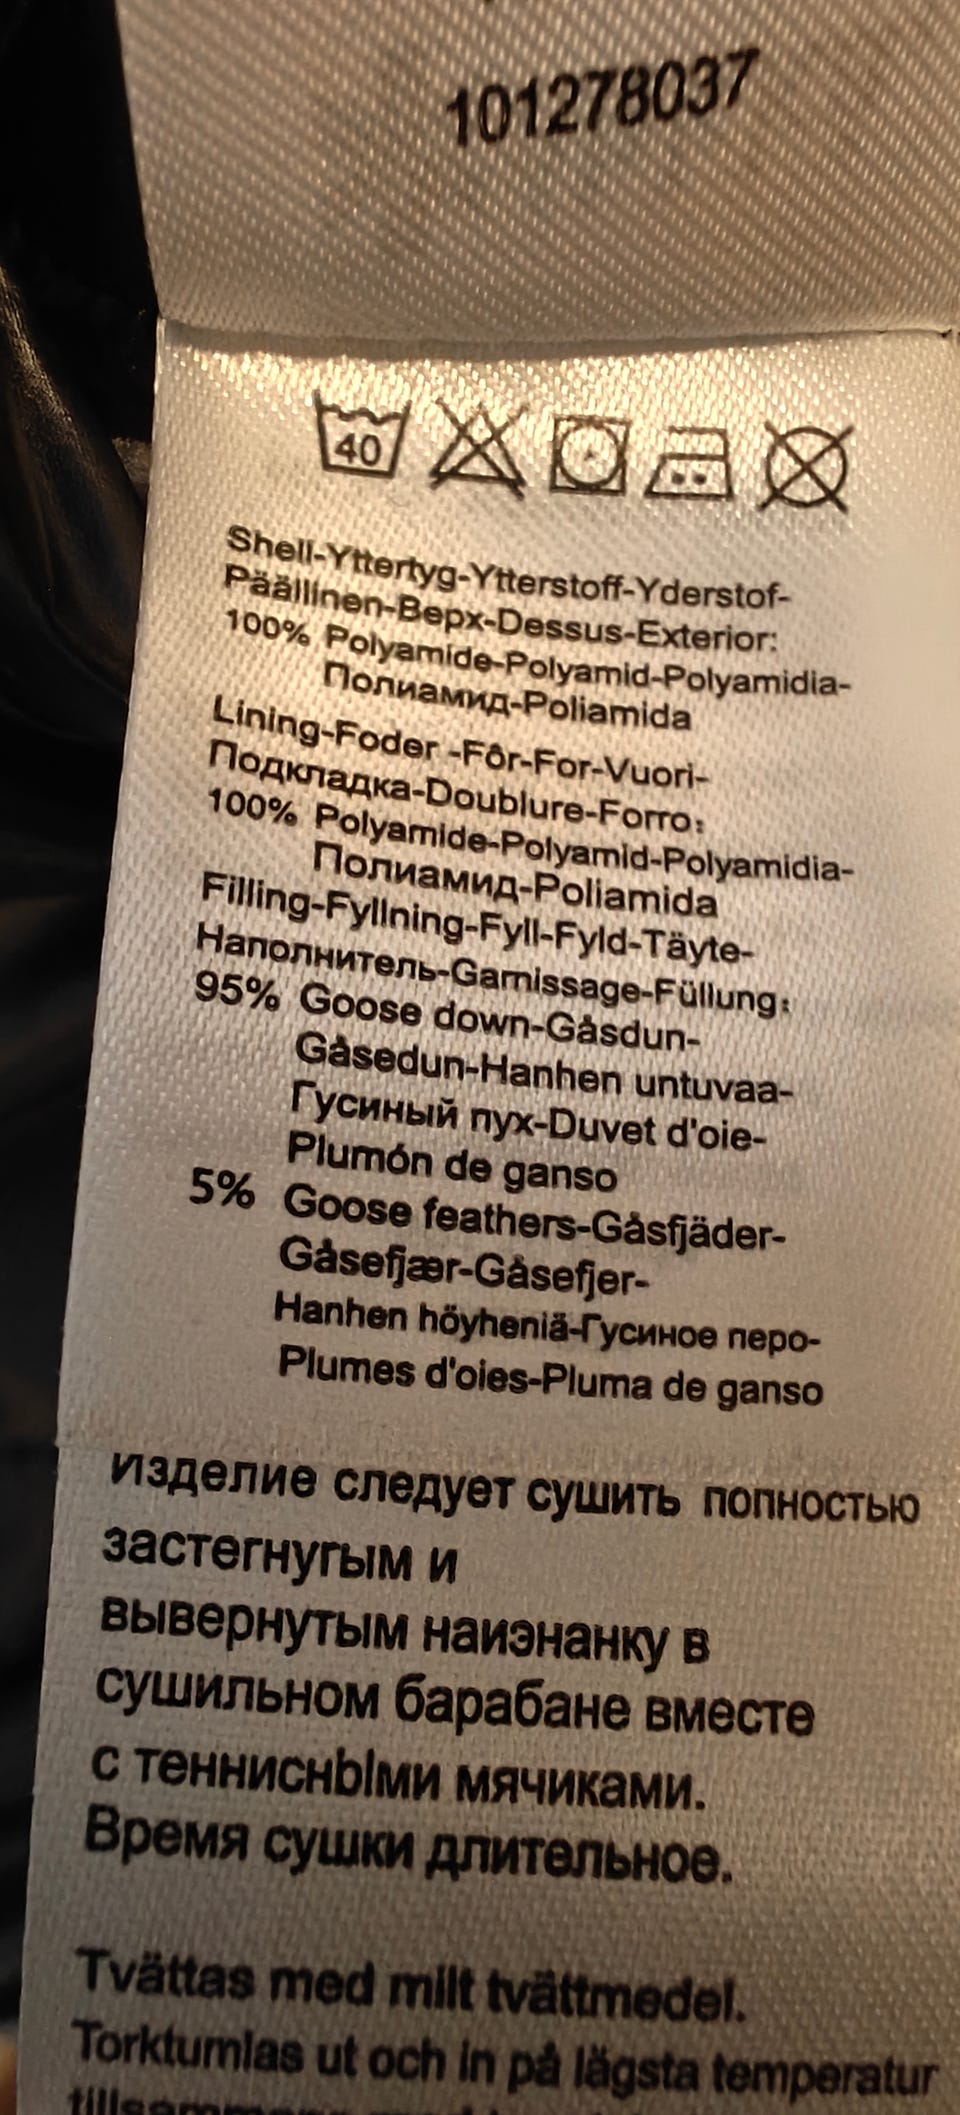 101278037
40
Shell-Yttertyg-Ytterstoff-Yderstof-
Päällinen-Верх-Dessus-Exterior:
100% Polyamide-Polyamid-Polyamidia-
Полиамид-Poliamida
Lining-Foder -Fôr-For-Vuori-
Подкладка-Doublure-Forro:
100% Polyamide-Polyamid-Polyamidia-
Полиамид-Poliamida
Filling-Fyllning-Fyll-Fyld-Täyte-
Наполнитель-Garnissage-Füllung:
95% Goose down-Gåsdun-
Gåsedun-Hanhen untuvaa-
Гусиный пух-Duvet d'oie-
Plumón de ganso
5% Goose feathers-Gåsfjäder-
Gåsefjær-Gåsefjer-
Hanhen höyheniä-Гусиное перо-
Plumes d'oies-Pluma de ganso
Изделие следует сушить попностью
застегнугым и
вывернутым наиэнанку в
сушильном барабане вместе
с тенниснbIми мячиками.
Время сушки длительное.
Tvättas med milt tvättmedel.
Torktumlas ut och in på lägsta temperatur